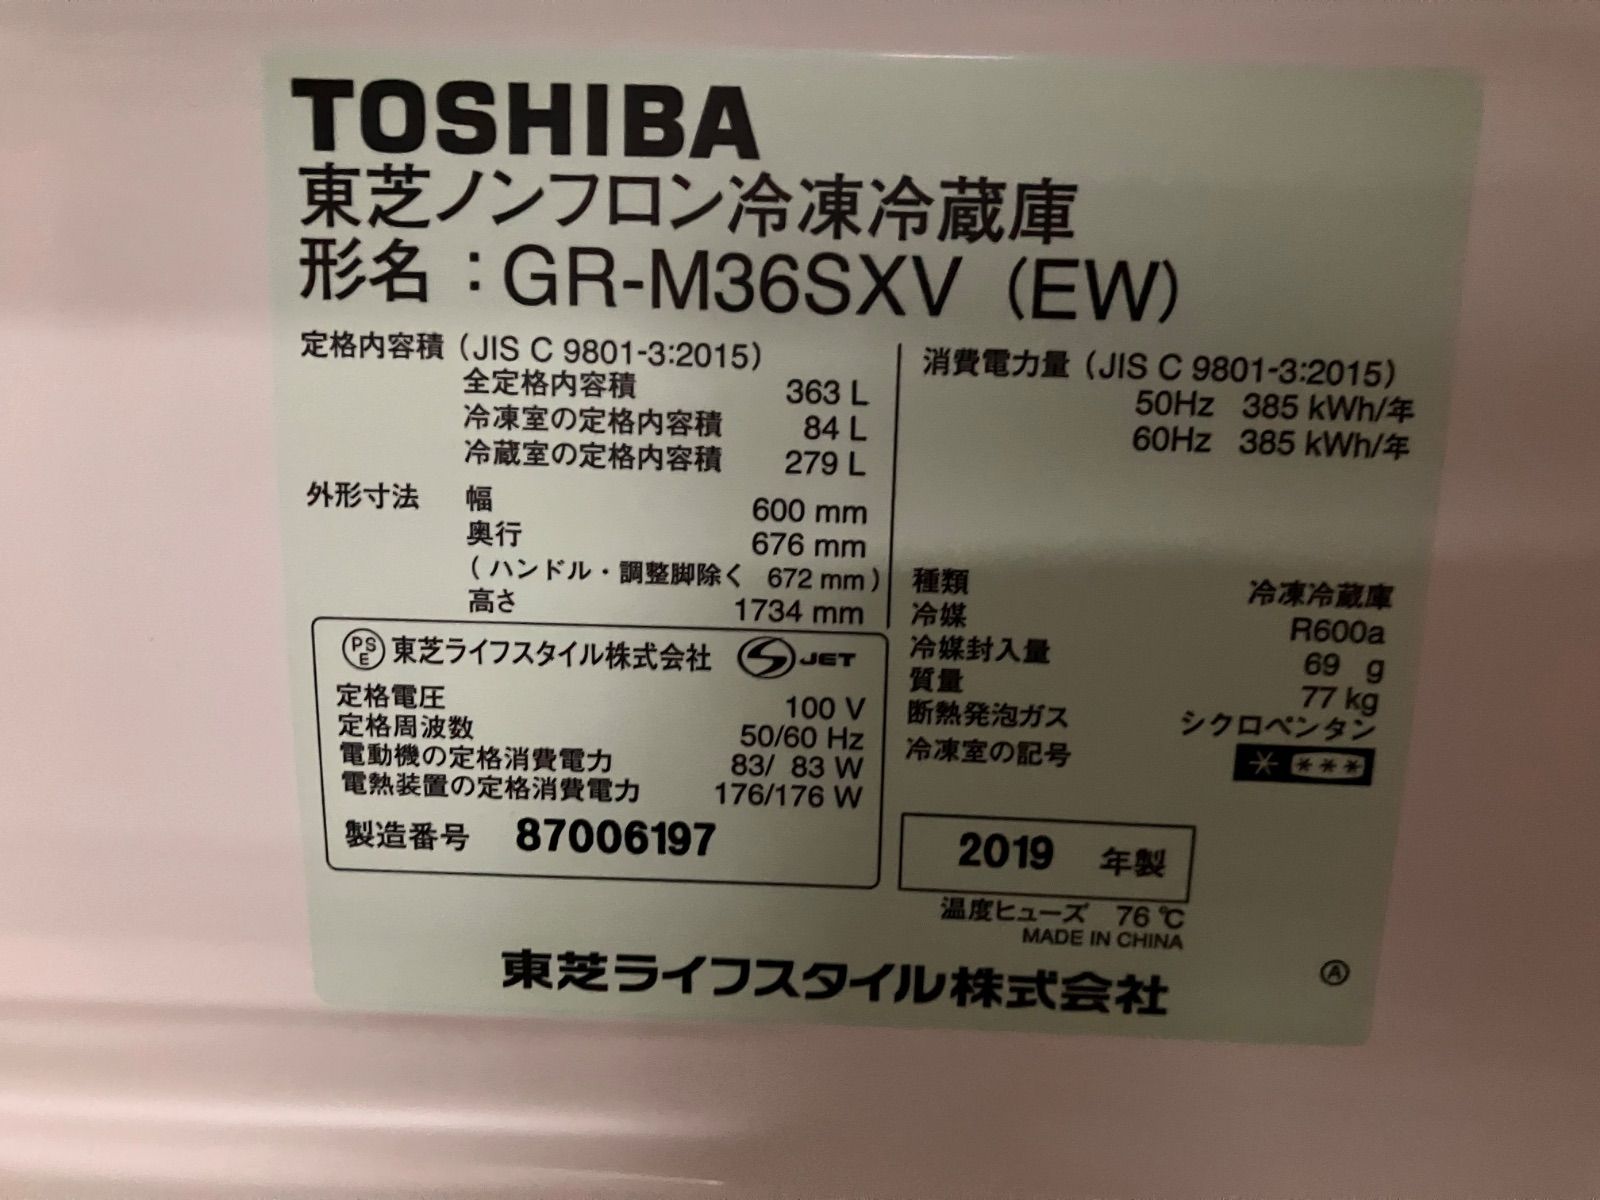 TOSHIBA
東芝ノンフロン冷凍冷蔵庫
形名：GR-M36SXV (EW)
定格内容積 (JIS C 9801-3:2015)
全定格内容積 363 L
冷凍室の定格内容積 84 L
冷蔵室の定格内容積 279 L
外形寸法 幅 600 mm
奥行 676 mm
(ハンドル・調整脚除く 672 mm)
高さ 1734 mm
PSE 東芝ライフスタイル株式会社 JET
定格電圧 100 V
定格周波数 50/60 Hz
電動機の定格消費電力 83/ 83 W
電熱装置の定格消費電力 176/176 W
製造番号 87006197
消費電力量 (JIS C 9801-3:2015)
50Hz 385 kWh/年
60Hz 385 kWh/年
種類 冷凍冷蔵庫
冷媒 R600a
冷媒封入量 69 g
質量 77 kg
断熱発泡ガス シクロペンタン
冷凍室の記号 * ***
2019 年製
温度ヒューズ 76 ℃
MADE IN CHINA
東芝ライフスタイル株式会社 Ⓐ